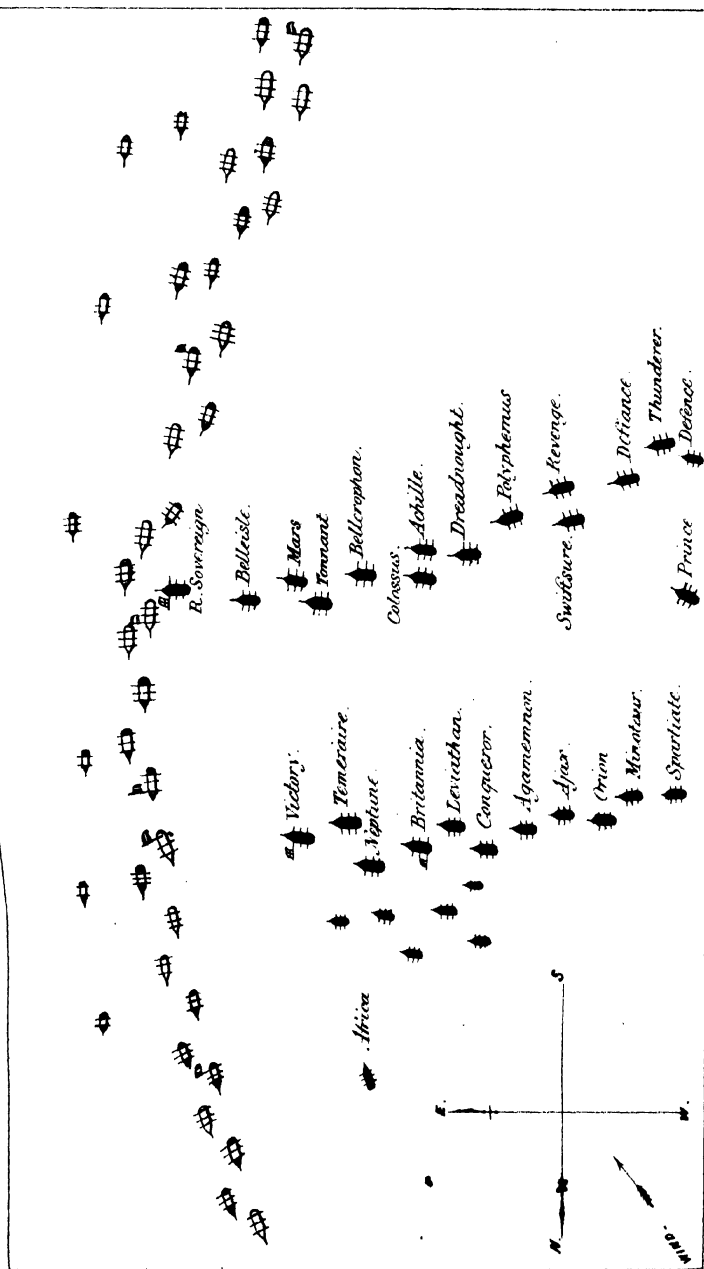 R. Sovereign
Belleisle.
Mars
Tonnant
Bellerophon.
Colossus.
Achille.
Dreadnought.
Polyphemus
Revenge.
Swiftsure.
Defiance.
Thunderer.
Defence.
Prince
Victory.
Temeraire.
Neptune
Britannia.
Leviathan.
Conqueror.
Agamemnon.
Ajax.
Orion
Minotaur.
Spartiate.
Africa
E.
S
N.
W.
WIND.